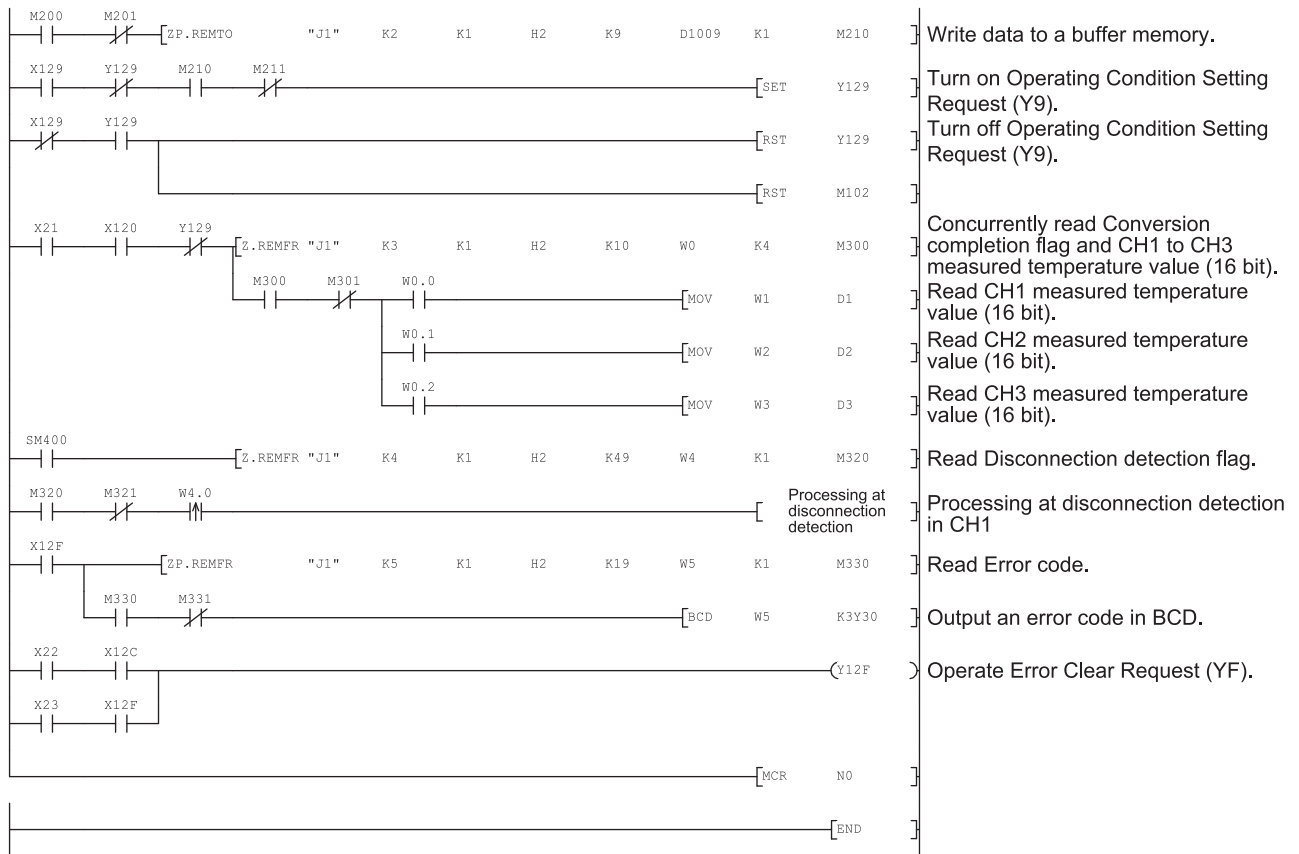 M200 M201
ZP.REMTO "J1" K2 K1 H2 K9 D1009 K1 M210
Write data to a buffer memory.
X129 Y129 M210 M211
SET Y129
Turn on Operating Condition Setting
Request (Y9).
X129 Y129
RST Y129
Turn off Operating Condition Setting
Request (Y9).
RST M102
X21 X120 Y129
Z.REMFR "J1" K3 K1 H2 K10 W0 K4 M300
Concurrently read Conversion
completion flag and CH1 to CH3
measured temperature value (16 bit).
M300 M301 W0.0
MOV W1 D1
Read CH1 measured temperature
value (16 bit).
W0.1
MOV W2 D2
Read CH2 measured temperature
value (16 bit).
W0.2
MOV W3 D3
Read CH3 measured temperature
value (16 bit).
SM400
Z.REMFR "J1" K4 K1 H2 K49 W4 K1 M320
Read Disconnection detection flag.
M320 M321 W4.0
Processing at
disconnection
detection
Processing at disconnection detection
in CH1
X12F
ZP.REMFR "J1" K5 K1 H2 K19 W5 K1 M330
Read Error code.
M330 M331
BCD W5 K3Y30
Output an error code in BCD.
X22 X12C
Y12F
Operate Error Clear Request (YF).
X23 X12F
MCR N0
END